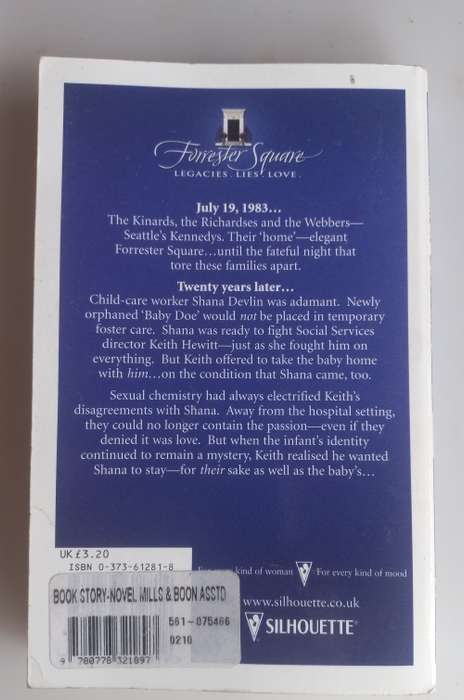 Forrester Square
LEGACIES. LIES. LOVE.
July 19, 1983...
The Kinards, the Richardses and the Webbers—
Seattle's Kennedys. Their 'home'—elegant
Forrester Square...until the fateful night that
tore these families apart.
Twenty years later...
Child-care worker Shana Devlin was adamant. Newly
orphaned 'Baby Doe' would not be placed in temporary
foster care. Shana was ready to fight Social Services
director Keith Hewitt—just as she fought him on
everything. But Keith offered to take the baby home
with him...on the condition that Shana came, too.
Sexual chemistry had always electrified Keith's
disagreements with Shana. Away from the hospital setting,
they could no longer contain the passion—even if they
denied it was love. But when the infant's identity
continued to remain a mystery, Keith realised he wanted
Shana to stay—for their sake as well as the baby's...
UK £3.20
ISBN 0-373-61281-8
kind of woman For every kind of mood
BOOK STORY-NOVEL MILLS & BOON ASSTD
561-075466
0210
9 780778 321897
www.silhouette.co.uk
SILHOUETTE®